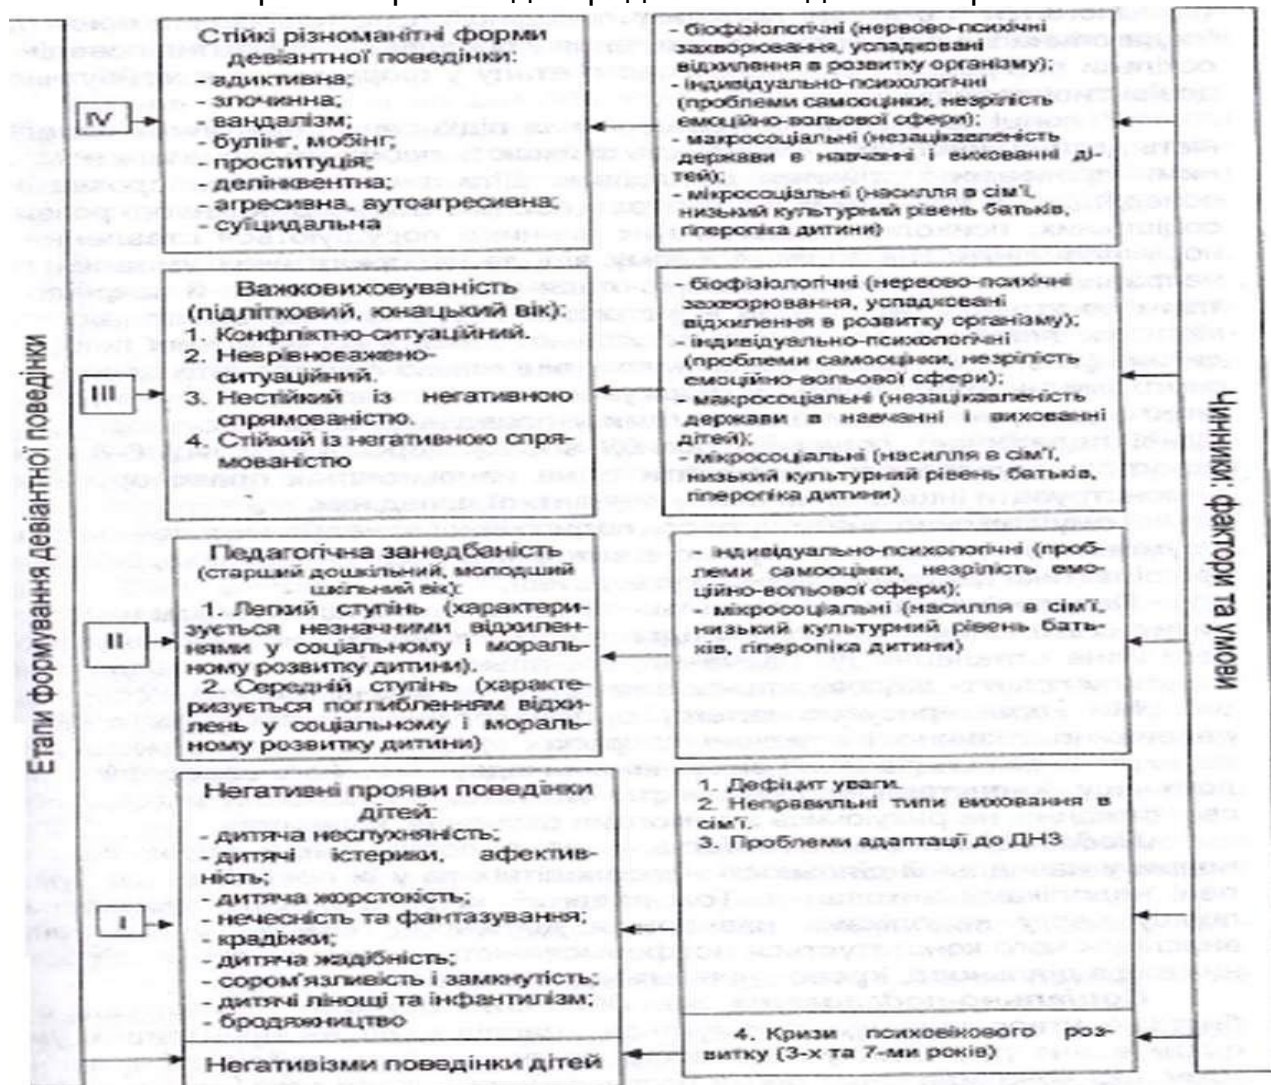 Етапи формування девіантної поведінки
IV
Стійкі різноманітні форми
девіантної поведінки:
- адиктивна;
- злочинна;
- вандалізм;
- булінг, мобінг;
- проституція;
- делінквентна;
- агресивна, аутоагресивна;
- суїцидальна
- біофізіологічні (нервово-психічні
захворювання, успадковані
відхилення в розвитку організму);
- індивідуально-психологічні
(проблеми самооцінки, незрілість
емоційно-вольової сфери);
- макросоціальні (незацікавленість
держави в навчанні і вихованні ді-
тей);
- мікросоціальні (насилля в сім'ї,
низький культурний рівень батьків,
гіперопіка дитини)
III
Важковиховуваність
(підлітковий, юнацький вік):
1. Конфліктно-ситуаційний.
2. Неврівноважено-
ситуаційний.
3. Нестійкий із негативною
спрямованістю.
4. Стійкий із негативною спря-
мованістю
- біофізіологічні (нервово-психічні
захворювання, успадковані
відхилення в розвитку організму);
- індивідуально-психологічні
(проблеми самооцінки, незрілість
емоційно-вольової сфери);
- макросоціальні (незацікавленість
держави в навчанні і вихованні
дітей);
- мікросоціальні (насилля в сім'ї,
низький культурний рівень батьків,
гіперопіка дитини)
II
Педагогічна занедбаність
(старший дошкільний, молодший
шкільний вік):
1. Легкий ступінь (характери-
зується незначними відхилен-
нями у соціальному і мораль-
ному розвитку дитини).
2. Середній ступінь (характе-
ризується поглибленням відхи-
лень у соціальному і мораль-
ному розвитку дитини)
- індивідуально-психологічні (проб-
леми самооцінки, незрілість емо-
ційно-вольової сфери);
- мікросоціальні (насилля в сім'ї,
низький культурний рівень бать-
ків, гіперопіка дитини)
I
Негативні прояви поведінки
дітей:
- дитяча неслухняність;
- дитячі істерики, афектив-
ність;
- дитяча жорстокість;
- нечесність та фантазування;
- крадіжки;
- дитяча жадібність;
- сором'язливість і замкнутість;
- дитячі лінощі та інфантилізм;
- бродяжництво
1. Дефіцит уваги.
2. Неправильні типи виховання в
сім'ї.
3. Проблеми адаптації до ДНЗ
Негативізми поведінки дітей
4. Кризи психовікового роз-
витку (3-х та 7-ми років)
Чинники, фактори та умови